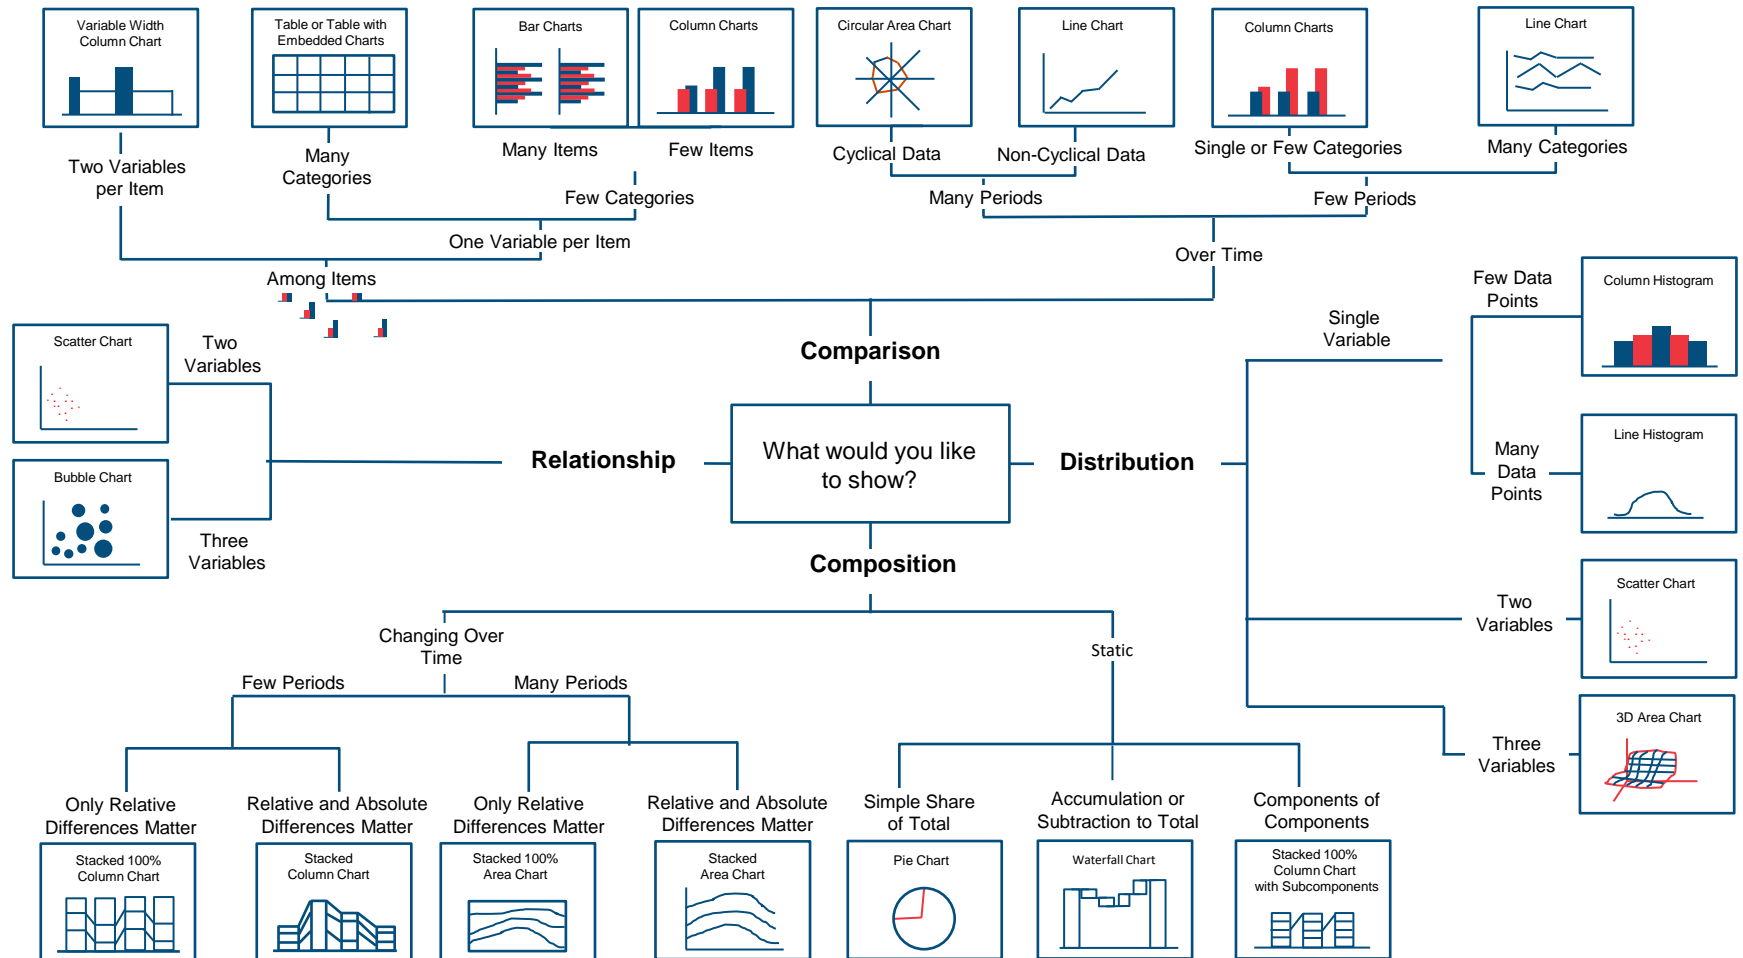 Variable Width
Column Chart
Table or Table with
Embedded Charts
Bar Charts
Column Charts
Circular Area Chart
Line Chart
Column Charts
Line Chart
Two Variables
per Item
Many
Categories
Many Items
Few Items
Cyclical Data
Non-Cyclical Data
Single or Few Categories
Many Categories
Few Categories
Many Periods
Few Periods
One Variable per Item
Over Time
Among Items
Scatter Chart
Two
Variables
Comparison
Single
Variable
Few Data
Points
Column Histogram
Bubble Chart
Three
Variables
Relationship
What would you like
to show?
Distribution
Many
Data
Points
Line Histogram
Two
Variables
Scatter Chart
Three
Variables
3D Area Chart
Composition
Changing Over
Time
Static
Few Periods
Many Periods
Only Relative
Differences Matter
Relative and Absolute
Differences Matter
Only Relative
Differences Matter
Relative and Absolute
Differences Matter
Simple Share
of Total
Accumulation or
Subtraction to Total
Components of
Components
Stacked 100%
Column Chart
Stacked
Column Chart
Stacked 100%
Area Chart
Stacked
Area Chart
Pie Chart
Waterfall Chart
Stacked 100%
Column Chart
with Subcomponents